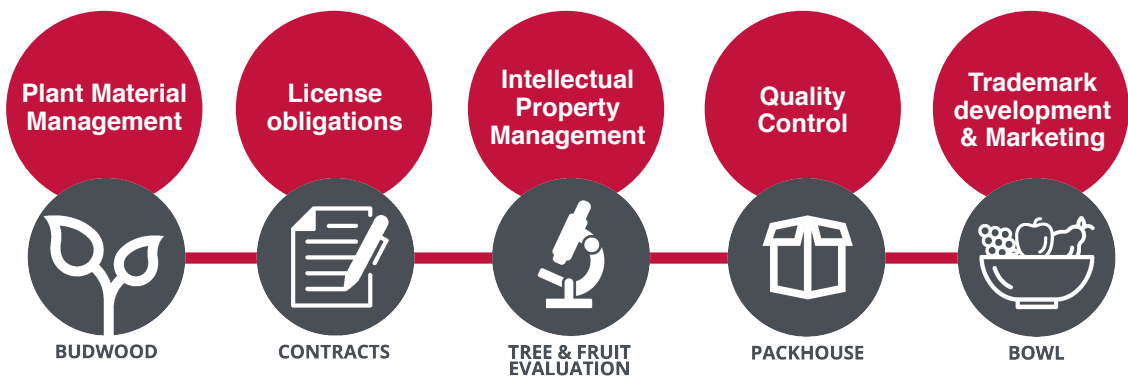 Plant Material
Management
License
obligations
Intellectual
Property
Management
Quality
Control
Trademark
development
& Marketing
BUDWOOD
CONTRACTS
TREE & FRUIT
EVALUATION
PACKHOUSE
BOWL